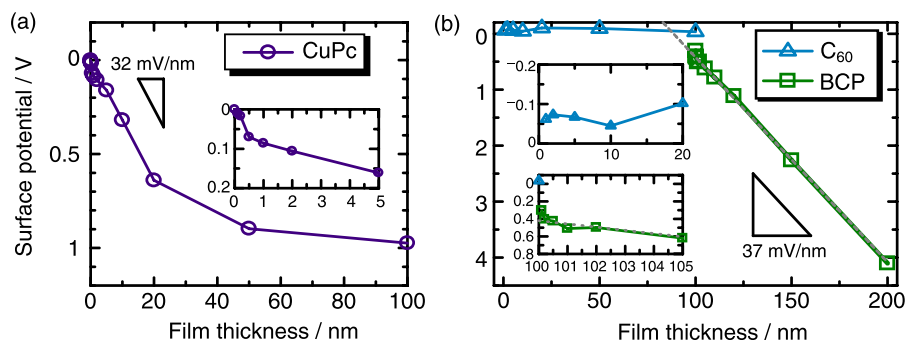 (a)
CuPc
32 mV/nm
Surface potential / V
0
0.5
1
0
0.1
0.2
0 1 2 3 4 5
0 20 40 60 80 100
Film thickness / nm
(b)
C60
BCP
0
1
2
3
4
−0.2
−0.1
0
0 10 20
0
0.2
0.4
0.6
0.8
100 101 102 103 104 105
37 mV/nm
0 50 100 150 200
Film thickness / nm